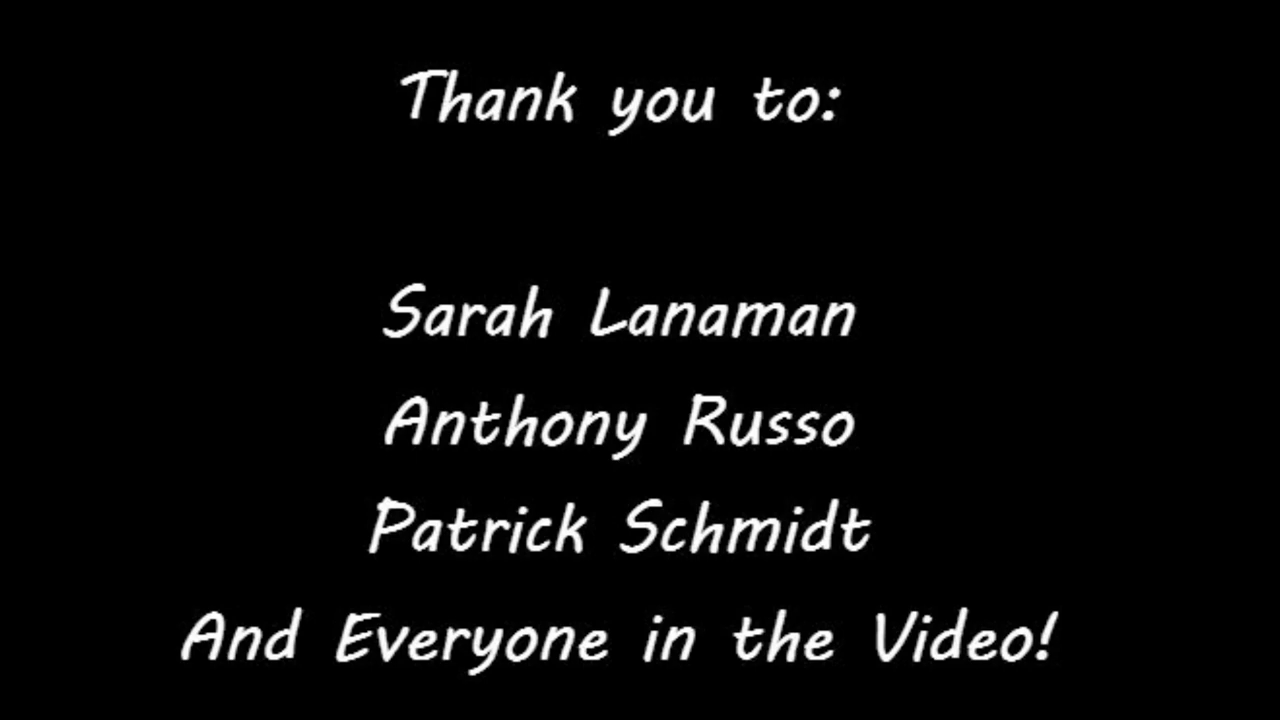 Thank you to:
Sarah Lanaman
Anthony Russo
Patrick Schmidt
And Everyone in the Video!